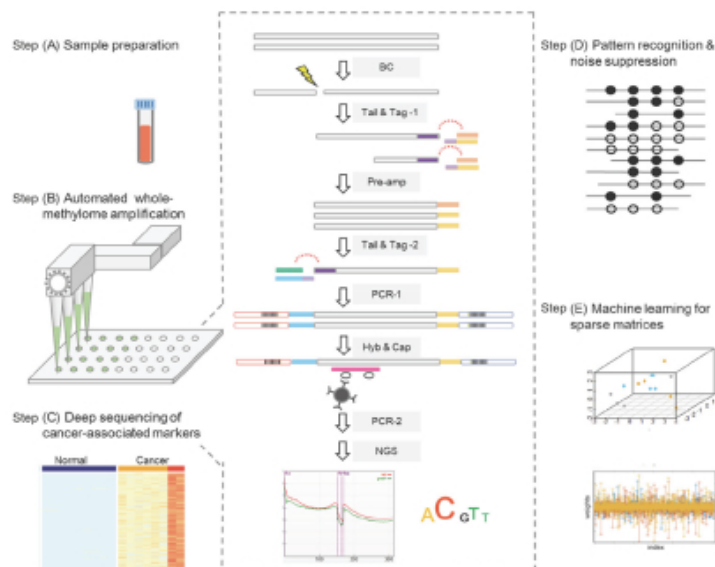 Step (A) Sample preparation
Step (B) Automated whole-
methylome amplification
Step (C) Deep sequencing of
cancer-associated markers
Normal
Cancer
BC
Tail & Tag -1
Pre-amp
Tail & Tag -2
PCR-1
Hyb & Cap
PCR-2
NGS
A C G T T
Step (D) Pattern recognition &
noise suppression
Step (E) Machine learning for
sparse matrices
weights
index